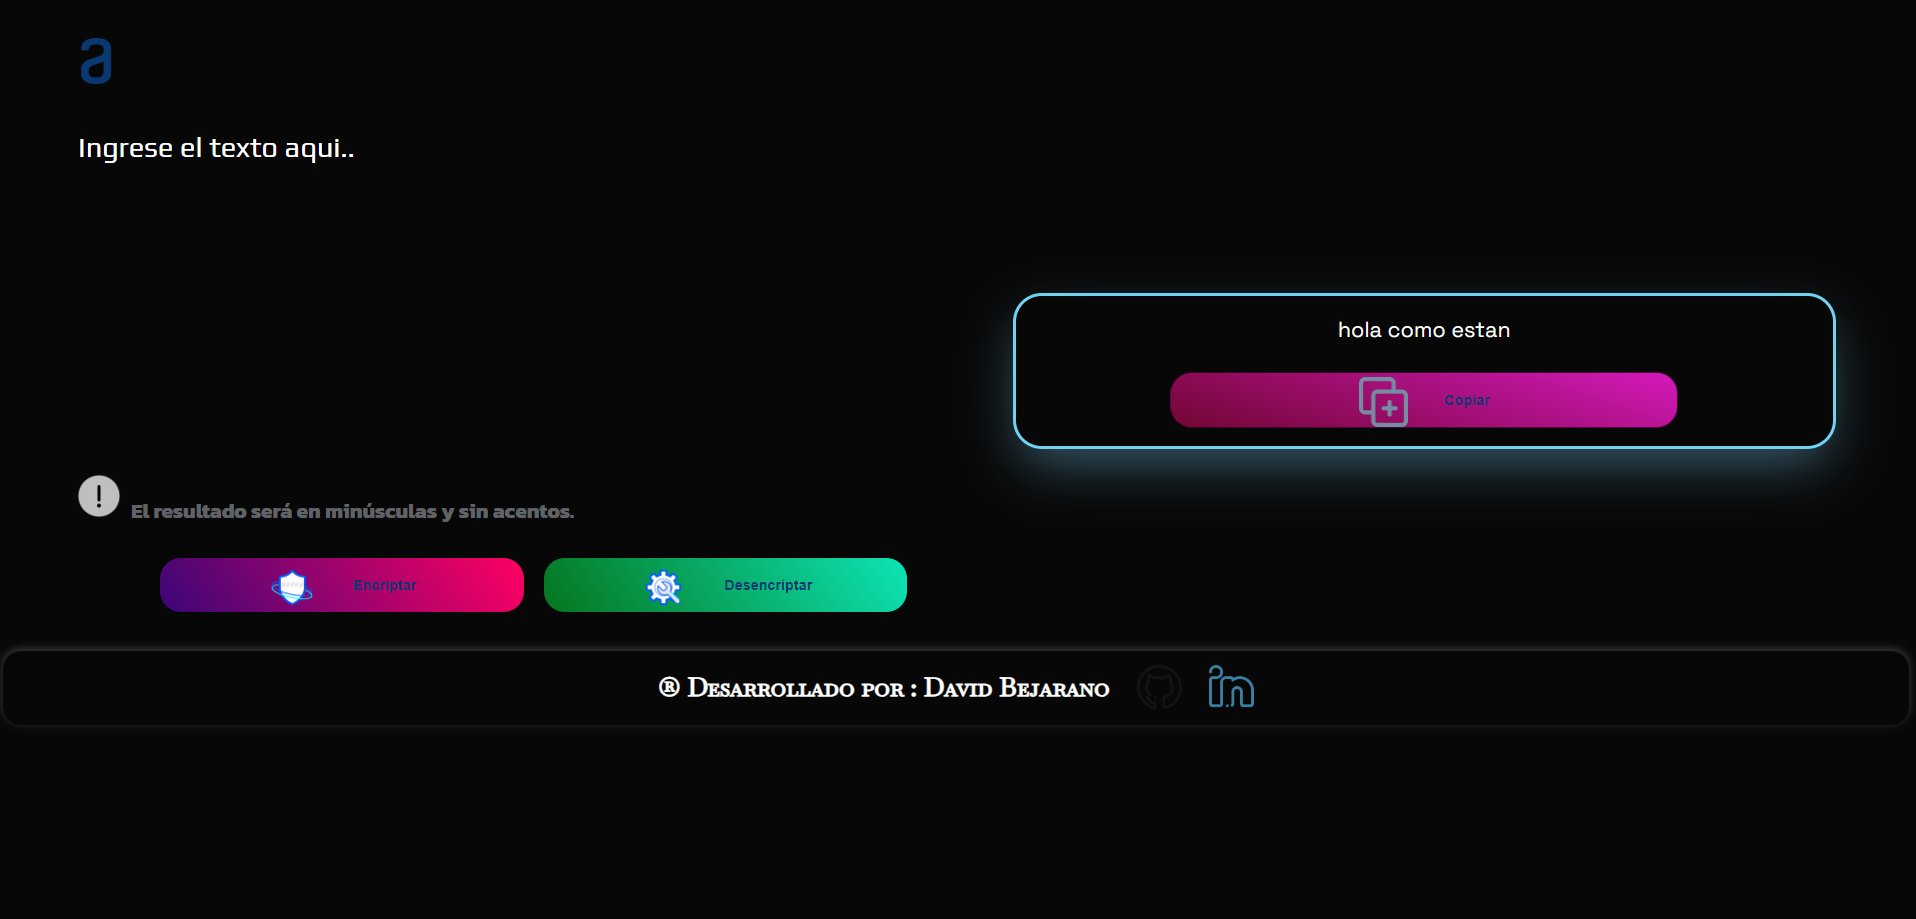 a
Ingrese el texto aqui..
hola como estan
Copiar
El resultado será en minúsculas y sin acentos.
Encriptar
Desencriptar
® Desarrollado por : David Bejarano
in